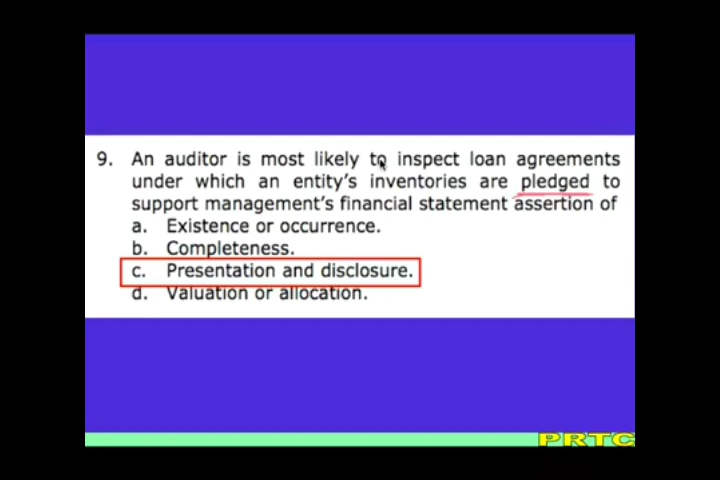 9. An auditor is most likely to inspect loan agreements
under which an entity's inventories are pledged to
support management's financial statement assertion of
a. Existence or occurrence.
b. Completeness.
c. Presentation and disclosure.
d. Valuation or allocation.
PRTC